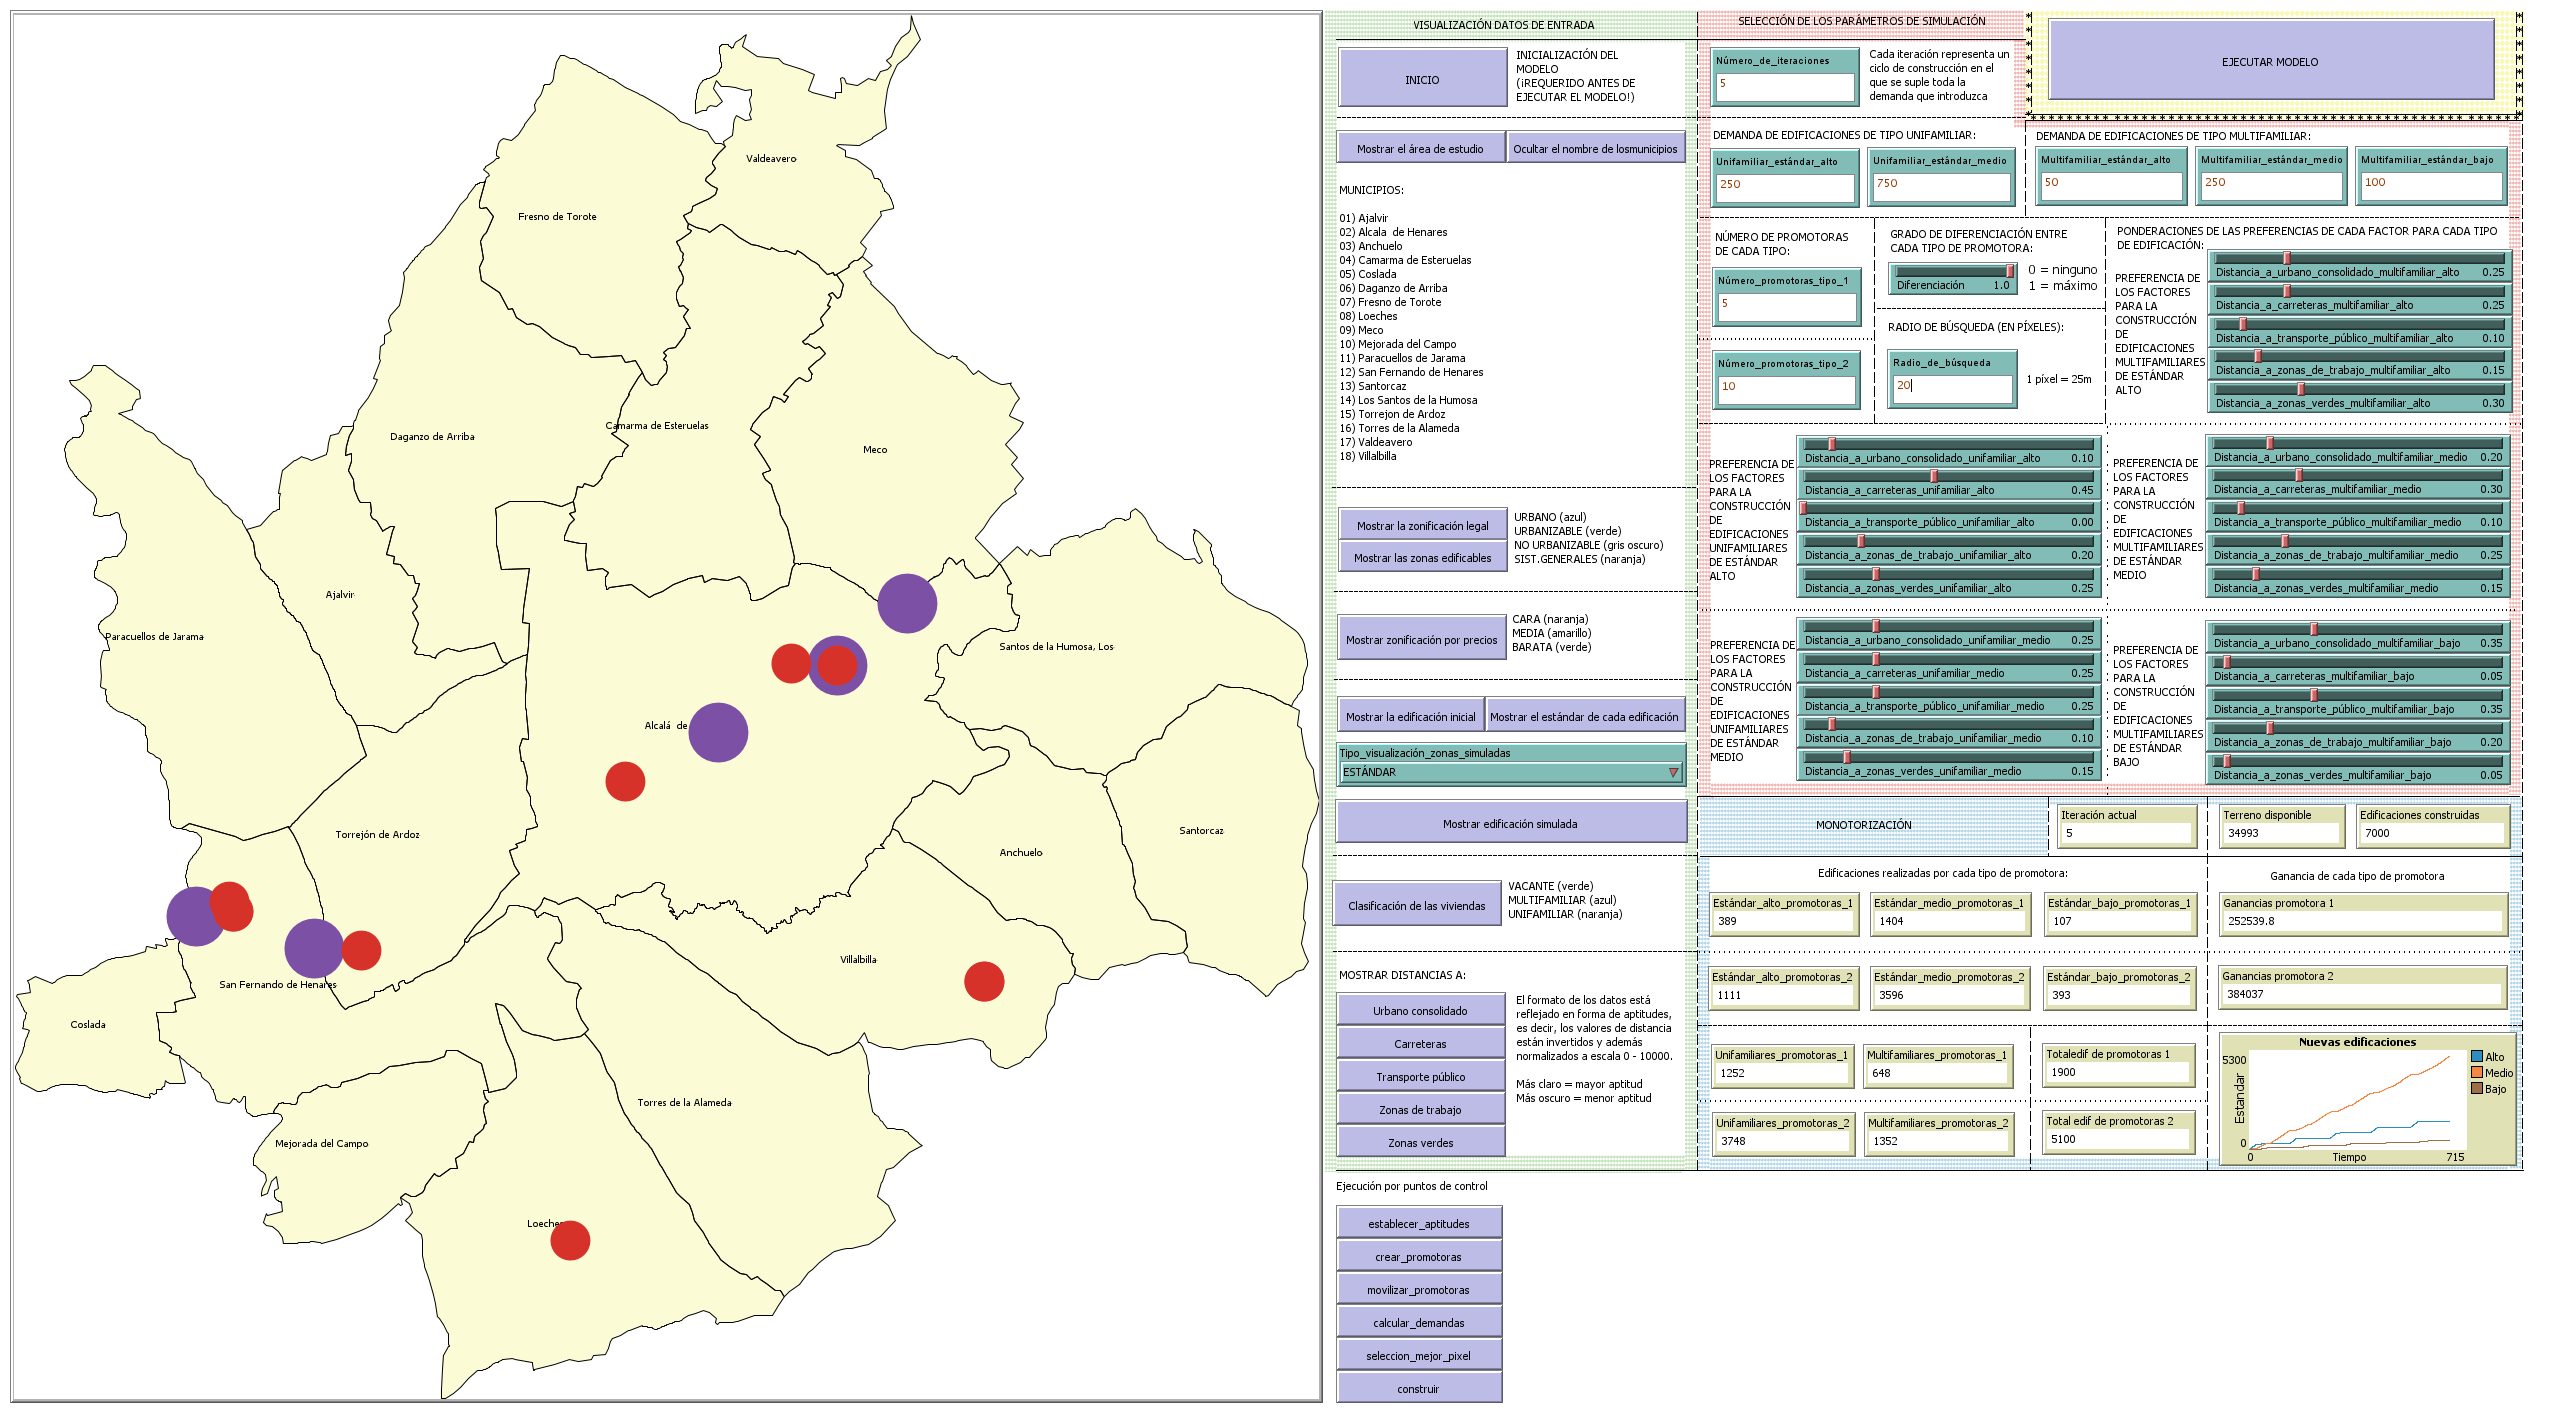 Valdeavero
Fresno de Torote
Daganzo de Arriba
Camarma de Esteruelas
Meco
Ajalvir
Paracuellos de Jarama
Santos de la Humosa, Los
Alcalá de
Torrejón de Ardoz
Santorcaz
Anchuelo
Villalbilla
San Fernando de Henares
Coslada
Torres de la Alameda
Mejorada del Campo
Loeches
VISUALIZACIÓN DATOS DE ENTRADA
INICIO
INICIALIZACIÓN DEL
MODELO
(¡REQUERIDO ANTES DE
EJECUTAR EL MODELO!)
Mostrar el área de estudio
Ocultar el nombre de losmunicipios
MUNICIPIOS:
01) Ajalvir
02) Alcala  de Henares
03) Anchuelo
04) Camarma de Esteruelas
05) Coslada
06) Daganzo de Arriba
07) Fresno de Torote
08) Loeches
09) Meco
10) Mejorada del Campo
11) Paracuellos de Jarama
12) San Fernando de Henares
13) Santorcaz
14) Los Santos de la Humosa
15) Torrejon de Ardoz
16) Torres de la Alameda
17) Valdeavero
18) Villabilla
Mostrar la zonificación legal
Mostrar las zonas edificables
URBANO (azul)
URBANIZABLE (verde)
NO URBANIZABLE (gris oscuro)
SIST.GENERALES (naranja)
Mostrar zonificación por precios
CARA (naranja)
MEDIA (amarillo)
BARATA (verde)
Mostrar la edificación inicial
Mostrar el estándar de cada edificación
Tipo_visualización_zonas_simuladas
ESTÁNDAR
Mostrar edificación simulada
Clasificación de las viviendas
VACANTE (verde)
MULTIFAMILIAR (azul)
UNIFAMILIAR (naranja)
MOSTRAR DISTANCIAS A:
Urbano consolidado
Carreteras
Transporte público
Zonas de trabajo
Zonas verdes
El formato de los datos está
reflejado en forma de aptitudes,
es decir, los valores de distancia
están invertidos y además
normalizados a escala 0 - 10000.
Más claro = mayor aptitud
Más oscuro = menor aptitud
Ejecución por puntos de control
establecer_aptitudes
crear_promotoras
movilizar_promotoras
calcular_demandas
seleccion_mejor_pixel
construir
SELECCIÓN DE LOS PARÁMETROS DE SIMULACIÓN
Número_de_iteraciones
5
Cada iteración representa un
ciclo de construcción en el
que se suple toda la
demanda que introduzca
EJECUTAR MODELO
DEMANDA DE EDIFICACIONES DE TIPO UNIFAMILIAR:
Unifamiliar_estándar_alto
250
Unifamiliar_estándar_medio
750
DEMANDA DE EDIFICACIONES DE TIPO MULTIFAMILIAR:
Multifamiliar_estándar_alto
50
Multifamiliar_estándar_medio
250
Multifamiliar_estándar_bajo
100
NÚMERO DE PROMOTORAS
DE CADA TIPO:
Número_promotoras_tipo_1
5
Número_promotoras_tipo_2
10
GRADO DE DIFERENCIACIÓN ENTRE
CADA TIPO DE PROMOTORA:
Diferenciación 1.0
0 = ninguno
1 = máximo
RADIO DE BÚSQUEDA (EN PÍXELES):
Radio_de_búsqueda
20
1 píxel = 25m
PONDERACIONES DE LAS PREFERENCIAS DE CADA FACTOR PARA CADA TIPO
DE EDIFICACIÓN:
PREFERENCIA DE
LOS FACTORES
PARA LA
CONSTRUCCIÓN
DE
EDIFICACIONES
MULTIFAMILIARES
DE ESTÁNDAR
ALTO
Distancia_a_urbano_consolidado_multifamiliar_alto 0.25
Distancia_a_carreteras_multifamiliar_alto 0.25
Distancia_a_transporte_público_multifamiliar_alto 0.10
Distancia_a_zonas_de_trabajo_multifamiliar_alto 0.15
Distancia_a_zonas_verdes_multifamiliar_alto 0.30
PREFERENCIA DE
LOS FACTORES
PARA LA
CONSTRUCCIÓN
DE
EDIFICACIONES
UNIFAMILIARES
DE ESTÁNDAR
ALTO
Distancia_a_urbano_consolidado_unifamiliar_alto 0.10
Distancia_a_carreteras_unifamiliar_alto 0.45
Distancia_a_transporte_público_unifamiliar_alto 0.00
Distancia_a_zonas_de_trabajo_unifamiliar_alto 0.20
Distancia_a_zonas_verdes_unifamiliar_alto 0.25
PREFERENCIA DE
LOS FACTORES
PARA LA
CONSTRUCCIÓN
DE
EDIFICACIONES
MULTIFAMILIARES
DE ESTÁNDAR
MEDIO
Distancia_a_urbano_consolidado_multifamiliar_medio 0.20
Distancia_a_carreteras_multifamiliar_medio 0.30
Distancia_a_transporte_público_multifamiliar_medio 0.10
Distancia_a_zonas_de_trabajo_multifamiliar_medio 0.25
Distancia_a_zonas_verdes_multifamiliar_medio 0.15
PREFERENCIA DE
LOS FACTORES
PARA LA
CONSTRUCCIÓN
DE
EDIFICACIONES
UNIFAMILIARES
DE ESTÁNDAR
MEDIO
Distancia_a_urbano_consolidado_unifamiliar_medio 0.25
Distancia_a_carreteras_unifamiliar_medio 0.25
Distancia_a_transporte_público_unifamiliar_medio 0.25
Distancia_a_zonas_de_trabajo_unifamiliar_medio 0.10
Distancia_a_zonas_verdes_unifamiliar_medio 0.15
PREFERENCIA DE
LOS FACTORES
PARA LA
CONSTRUCCIÓN
DE
EDIFICACIONES
MULTIFAMILIARES
DE ESTÁNDAR
BAJO
Distancia_a_urbano_consolidado_multifamiliar_bajo 0.35
Distancia_a_carreteras_multifamiliar_bajo 0.05
Distancia_a_transporte_público_multifamiliar_bajo 0.35
Distancia_a_zonas_de_trabajo_multifamiliar_bajo 0.20
Distancia_a_zonas_verdes_multifamiliar_bajo 0.05
MONOTORIZACIÓN
Iteración actual
5
Terreno disponible
34993
Edificaciones construidas
7000
Edificaciones realizadas por cada tipo de promotora:
Ganancia de cada tipo de promotora
Estándar_alto_promotoras_1
389
Estándar_medio_promotoras_1
1404
Estándar_bajo_promotoras_1
107
Ganancias promotora 1
252539.8
Estándar_alto_promotoras_2
1111
Estándar_medio_promotoras_2
3596
Estándar_bajo_promotoras_2
393
Ganancias promotora 2
384037
Unifamiliares_promotoras_1
1252
Multifamiliares_promotoras_1
648
Totaledif de promotoras 1
1900
Unifamiliares_promotoras_2
3748
Multifamiliares_promotoras_2
1352
Total edif de promotoras 2
5100
Nuevas edificaciones
5300
Estandar
0
0
Tiempo
715
Alto
Medio
Bajo